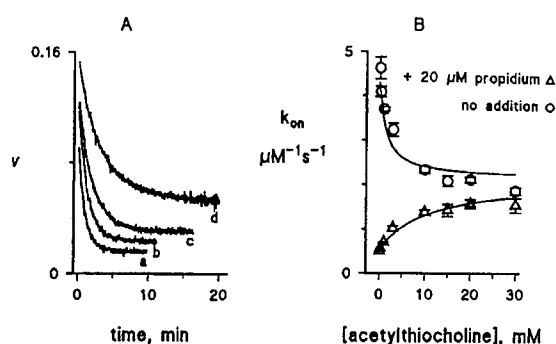 A
0.16
v
0
a
b
c
d
0
10
20
time, min
B
5
+ 20 μM propidium △
no addition ○
k_on
μM⁻¹s⁻¹
0
0
10
20
30
[acetylthiocholine], mM